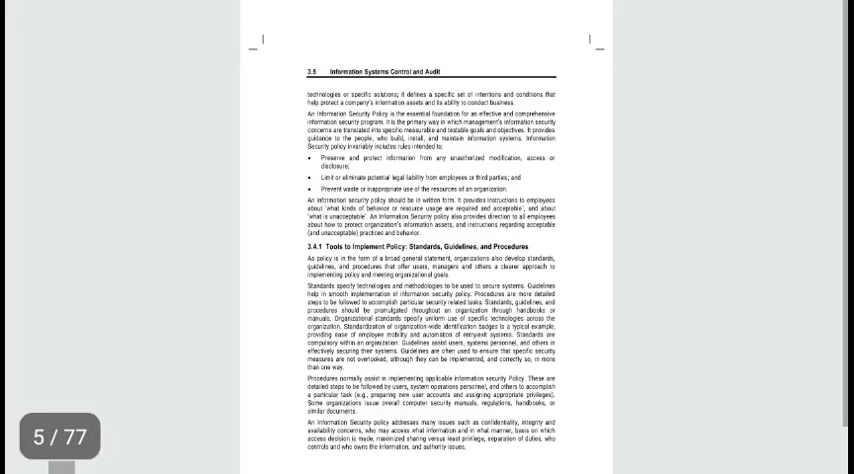 3.5 Information Systems Control and Audit
technologies or specific solutions; it defines a specific set of intentions and conditions that
help protect a company's information assets and its ability to conduct business.
An Information Security Policy is the essential foundation for an effective and comprehensive
information security program. It is the primary way in which management's information security
concerns are translated into specific measurable and testable goals and objectives. It provides
guidance to the people, who build, install, and maintain information systems. Information
Security policy invariably includes rules intended to:
• Preserve and protect information from any unauthorized modification, access or
disclosure;
• Limit or eliminate potential legal liability from employees or third parties; and
• Prevent waste or inappropriate use of the resources of an organization.
An information security policy should be in written form. It provides instructions to employees
about 'what kinds of behavior or resource usage are required and acceptable', and about
'what is unacceptable'. An Information Security policy also provides direction to all employees
about how to protect organization's information assets, and instructions regarding acceptable
(and unacceptable) practices and behavior.
3.4.1 Tools to Implement Policy: Standards, Guidelines, and Procedures
As policy is in the form of a broad general statement, organizations also develop standards,
guidelines, and procedures that offer users, managers and others a clearer approach to
implementing policy and meeting organizational goals.
Standards specify technologies and methodologies to be used to secure systems. Guidelines
help in smooth implementation of information security policy. Procedures are more detailed
steps to be followed to accomplish particular security related tasks. Standards, guidelines, and
procedures should be promulgated throughout an organization through handbooks or
manuals. Organizational standards specify uniform use of specific technologies across the
organization. Standardization of organization-wide identification badges is a typical example,
providing ease of employee mobility and automation of entry/exit systems. Standards are
compulsory within an organization. Guidelines assist users, systems personnel, and others in
effectively securing their systems. Guidelines are often used to ensure that specific security
measures are not overlooked, although they can be implemented, and correctly so, in more
than one way.
Procedures normally assist in implementing applicable information security Policy. These are
detailed steps to be followed by users, system operations personnel, and others to accomplish
a particular task (e.g., preparing new user accounts and assigning appropriate privileges).
Some organizations issue overall computer security manuals, regulations, handbooks, or
similar documents.
An Information Security policy addresses many issues such as confidentiality, integrity and
availability concerns, who may access what information and in what manner, basis on which
access decision is made, maximized sharing versus least privilege, separation of duties, who
controls and who owns the information, and authority issues.
5 / 77